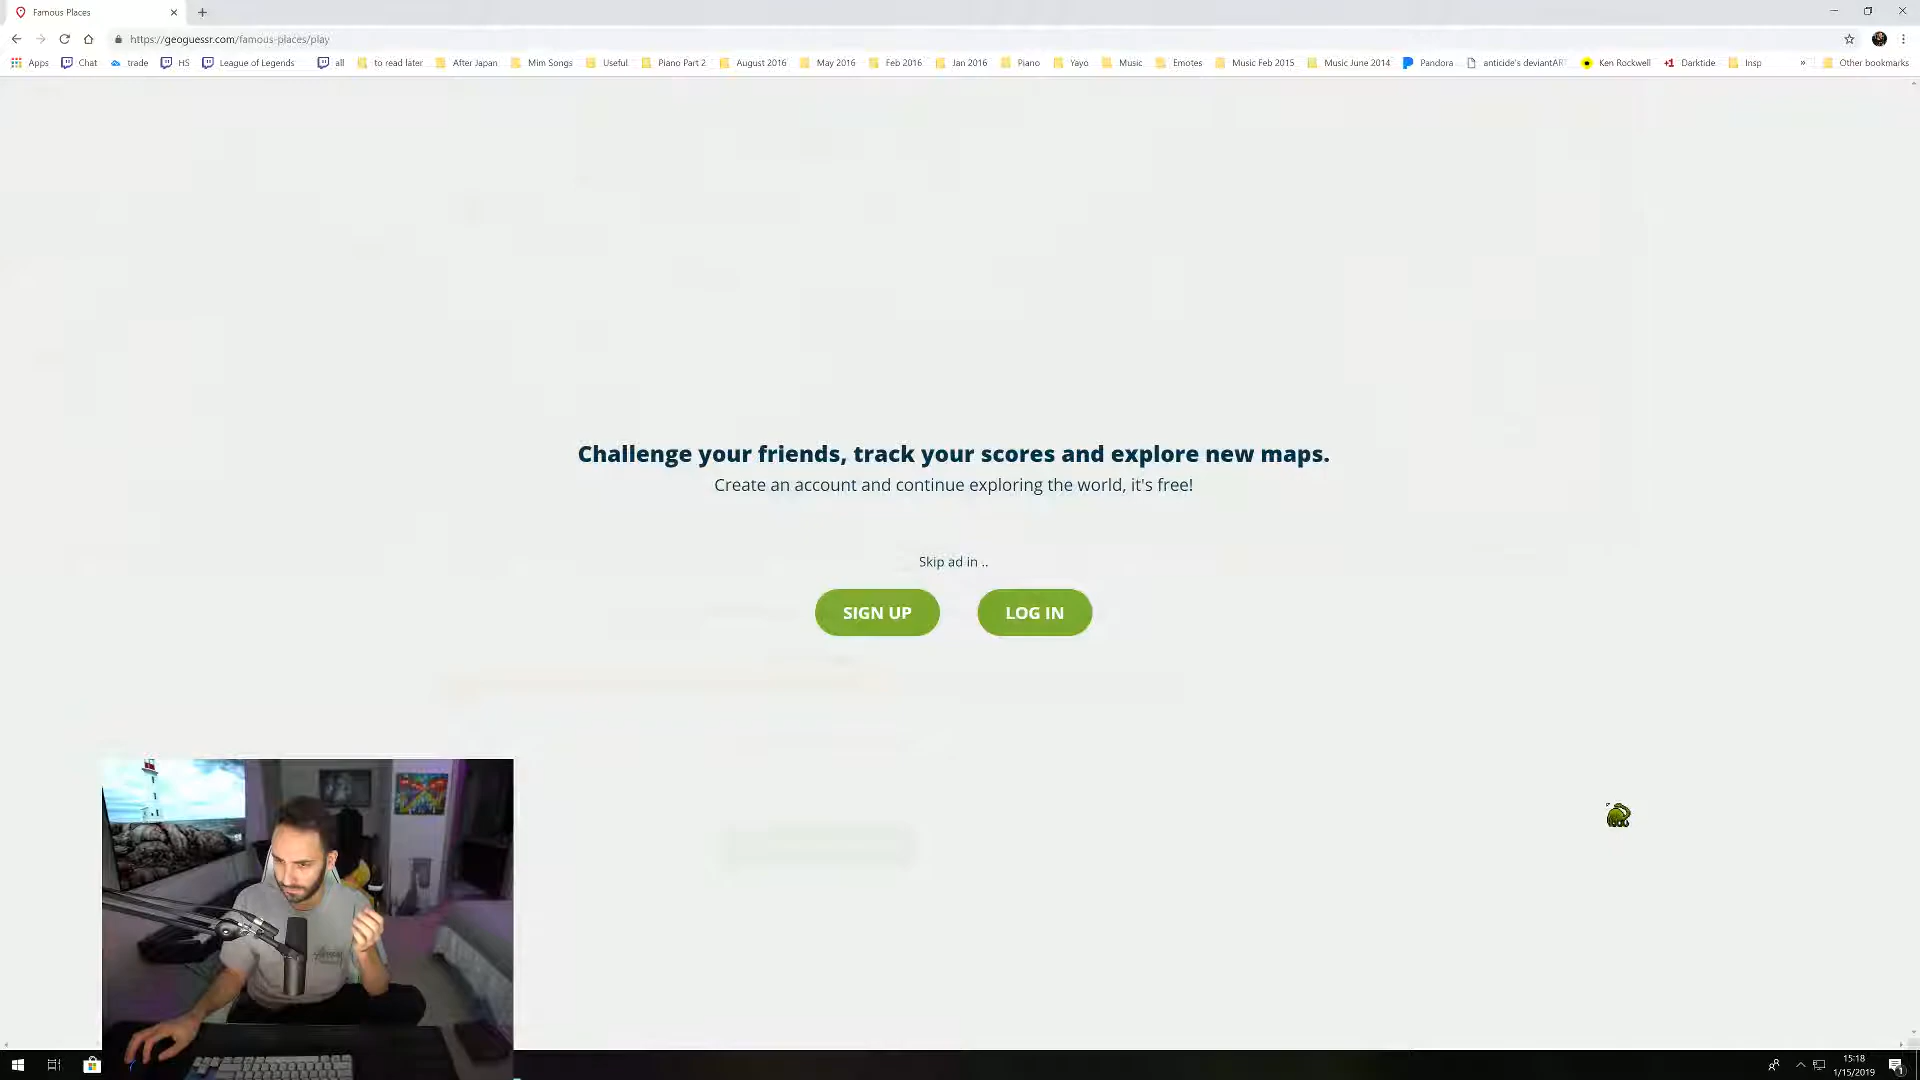 Famous Places
https://geoguessr.com/famous-places/play
Apps Chat trade HS League of Legends all to read later After Japan Mim Songs Useful Piano Part 2 August 2016 May 2016 Feb 2016 Jan 2016 Piano Yayo Music Emotes Music Feb 2015 Music June 2014 Pandora anticide's deviantART Ken Rockwell +1 Darktide Insp » Other bookmarks
Challenge your friends, track your scores and explore new maps.
Create an account and continue exploring the world, it's free!
Skip ad in ..
SIGN UP LOG IN
15:18
1/15/2019
1